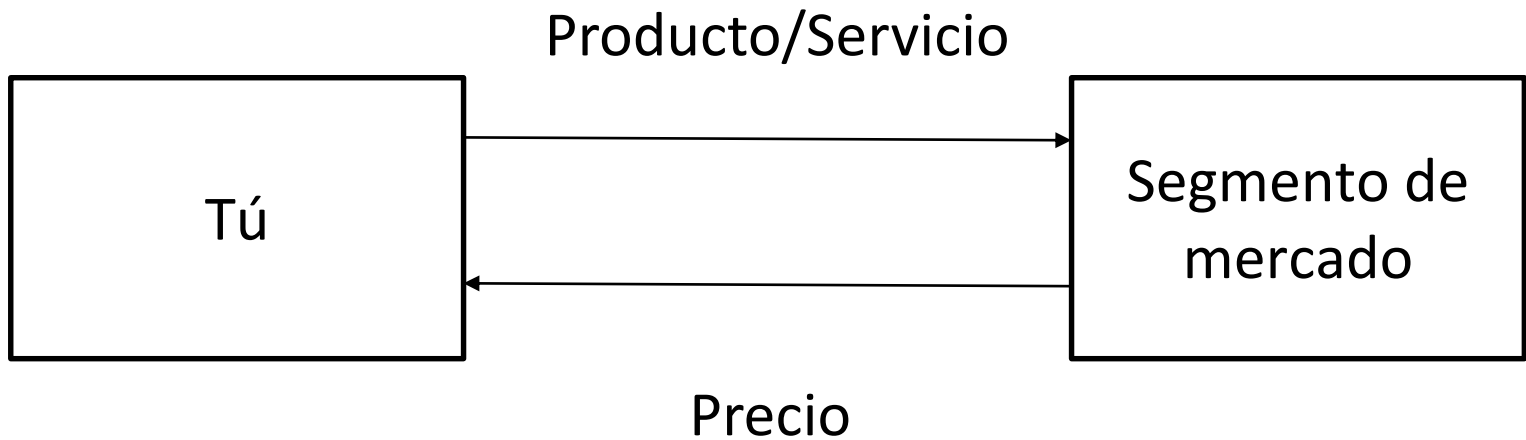 Producto/Servicio
Tú
Segmento de
mercado
Precio